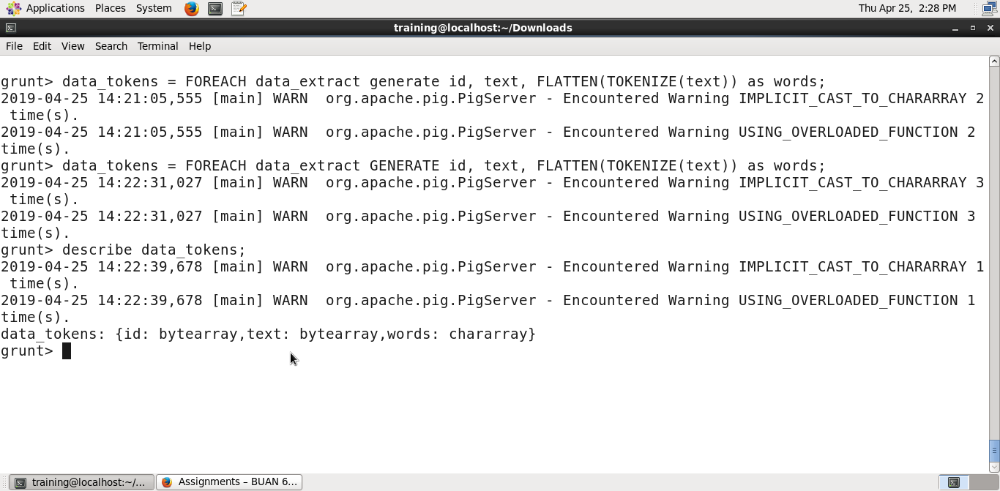 Applications Places System
Thu Apr 25, 2:28 PM
training@localhost:~/Downloads
File Edit View Search Terminal Help
grunt> data_tokens = FOREACH data_extract generate id, text, FLATTEN(TOKENIZE(text)) as words;
2019-04-25 14:21:05,555 [main] WARN  org.apache.pig.PigServer - Encountered Warning IMPLICIT_CAST_TO_CHARARRAY 2
 time(s).
2019-04-25 14:21:05,555 [main] WARN  org.apache.pig.PigServer - Encountered Warning USING_OVERLOADED_FUNCTION 2
time(s).
grunt> data_tokens = FOREACH data_extract GENERATE id, text, FLATTEN(TOKENIZE(text)) as words;
2019-04-25 14:22:31,027 [main] WARN  org.apache.pig.PigServer - Encountered Warning IMPLICIT_CAST_TO_CHARARRAY 3
 time(s).
2019-04-25 14:22:31,027 [main] WARN  org.apache.pig.PigServer - Encountered Warning USING_OVERLOADED_FUNCTION 3
time(s).
grunt> describe data_tokens;
2019-04-25 14:22:39,678 [main] WARN  org.apache.pig.PigServer - Encountered Warning IMPLICIT_CAST_TO_CHARARRAY 1
 time(s).
2019-04-25 14:22:39,678 [main] WARN  org.apache.pig.PigServer - Encountered Warning USING_OVERLOADED_FUNCTION 1
time(s).
data_tokens: {id: bytearray,text: bytearray,words: chararray}
grunt>
training@localhost:~/...
Assignments – BUAN 6...